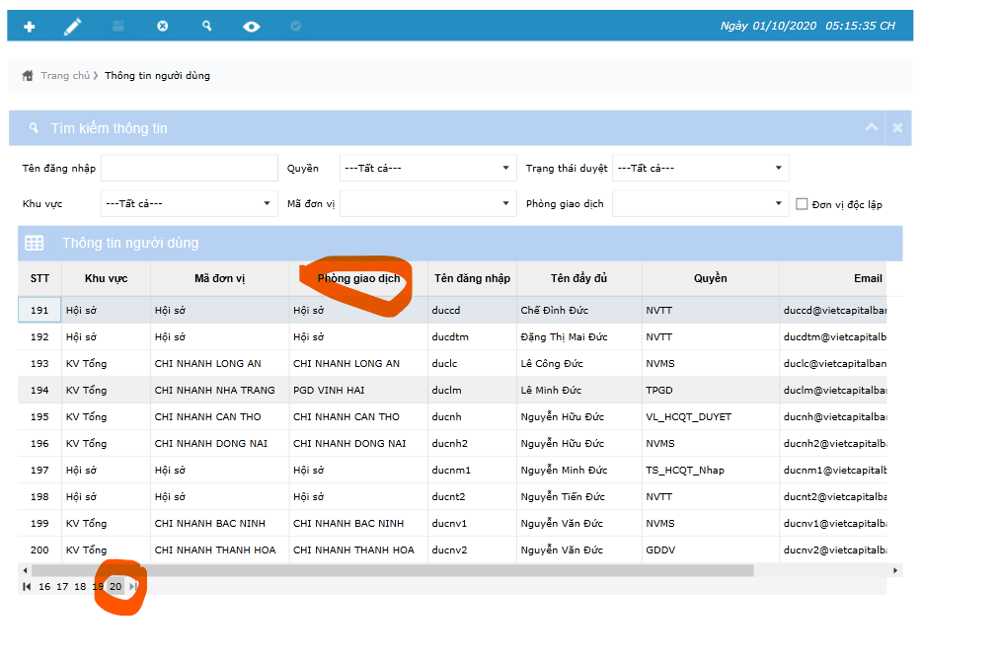 Ngày 01/10/2020 05:15:35 CH
Trang chủ Thông tin người dùng
Tìm kiếm thông tin
Tên đăng nhập Quyền ---Tất cả--- Trạng thái duyệt ---Tất cả---
Khu vực ---Tất cả--- Mã đơn vị Phòng giao dịch Đơn vị độc lập
Thông tin người dùng
STT Khu vực Mã đơn vị Phòng giao dịch Tên đăng nhập Tên đầy đủ Quyền Email
191 Hội sở Hội sở Hội sở duccd Chế Đình Đức NVTT duccd@vietcapitalban
192 Hội sở Hội sở Hội sở ducdtm Đặng Thị Mai Đức NVTT ducdtm@vietcapitalb
193 KV Tổng CHI NHANH LONG AN CHI NHANH LONG AN duclc Lê Công Đức NVMS duclc@vietcapitalban
194 KV Tổng CHI NHANH NHA TRANG PGD VINH HAI duclm Lê Minh Đức TPGD duclm@vietcapitalba
195 KV Tổng CHI NHANH CAN THO CHI NHANH CAN THO ducnh Nguyễn Hữu Đức VL_HCQT_DUYET ducnh@vietcapitalba
196 KV Tổng CHI NHANH DONG NAI CHI NHANH DONG NAI ducnh2 Nguyễn Hữu Đức NVMS ducnh2@vietcapitalba
197 Hội sở Hội sở Hội sở ducnm1 Nguyễn Minh Đức TS_HCQT_Nhap ducnm1@vietcapitalb
198 Hội sở Hội sở Hội sở ducnt2 Nguyễn Tiến Đức NVTT ducnt2@vietcapitalba
199 KV Tổng CHI NHANH BAC NINH CHI NHANH BAC NINH ducnv1 Nguyễn Văn Đức NVMS ducnv1@vietcapitalba
200 KV Tổng CHI NHANH THANH HOA CHI NHANH THANH HOA ducnv2 Nguyễn Văn Đức GDDV ducnv2@vietcapitalba
16 17 18 19 20